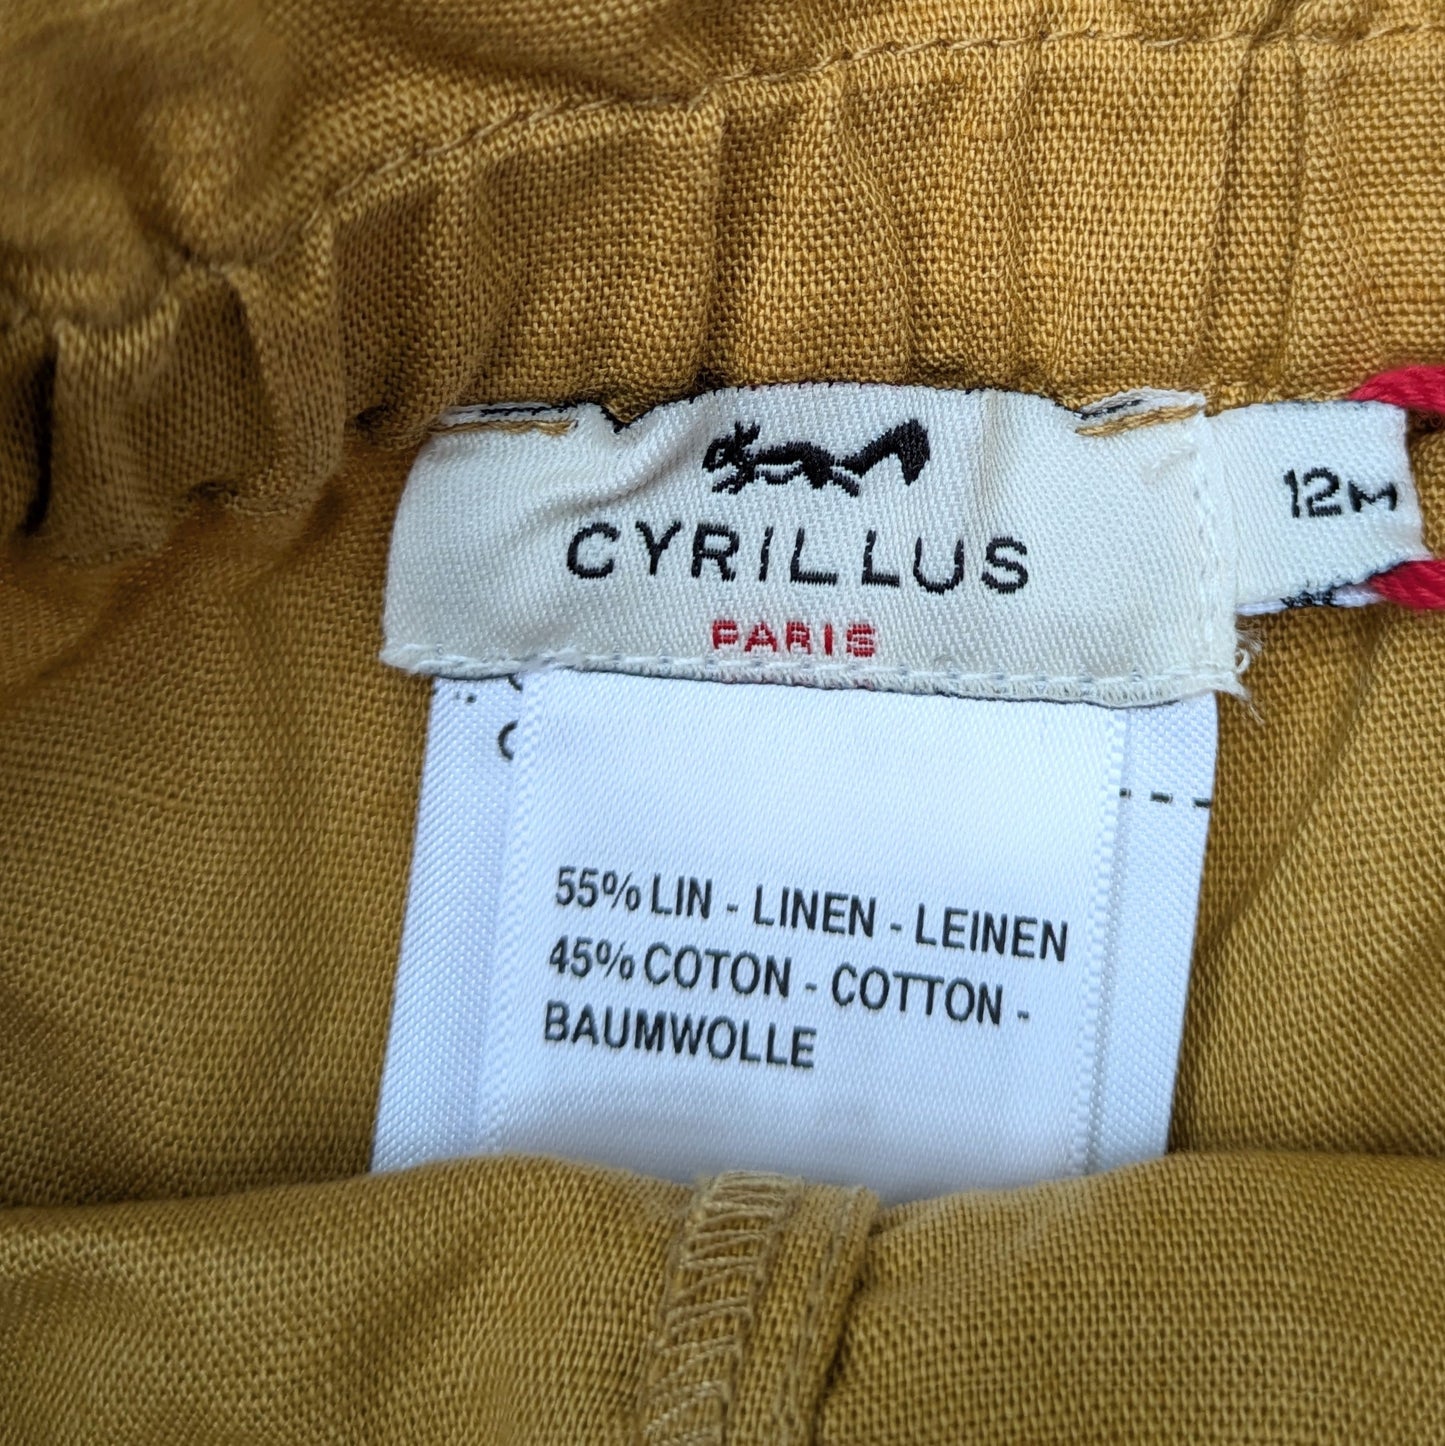 CYRILLUS
PARIS
12M
55% LIN - LINEN - LEINEN
45% COTON - COTTON -
BAUMWOLLE